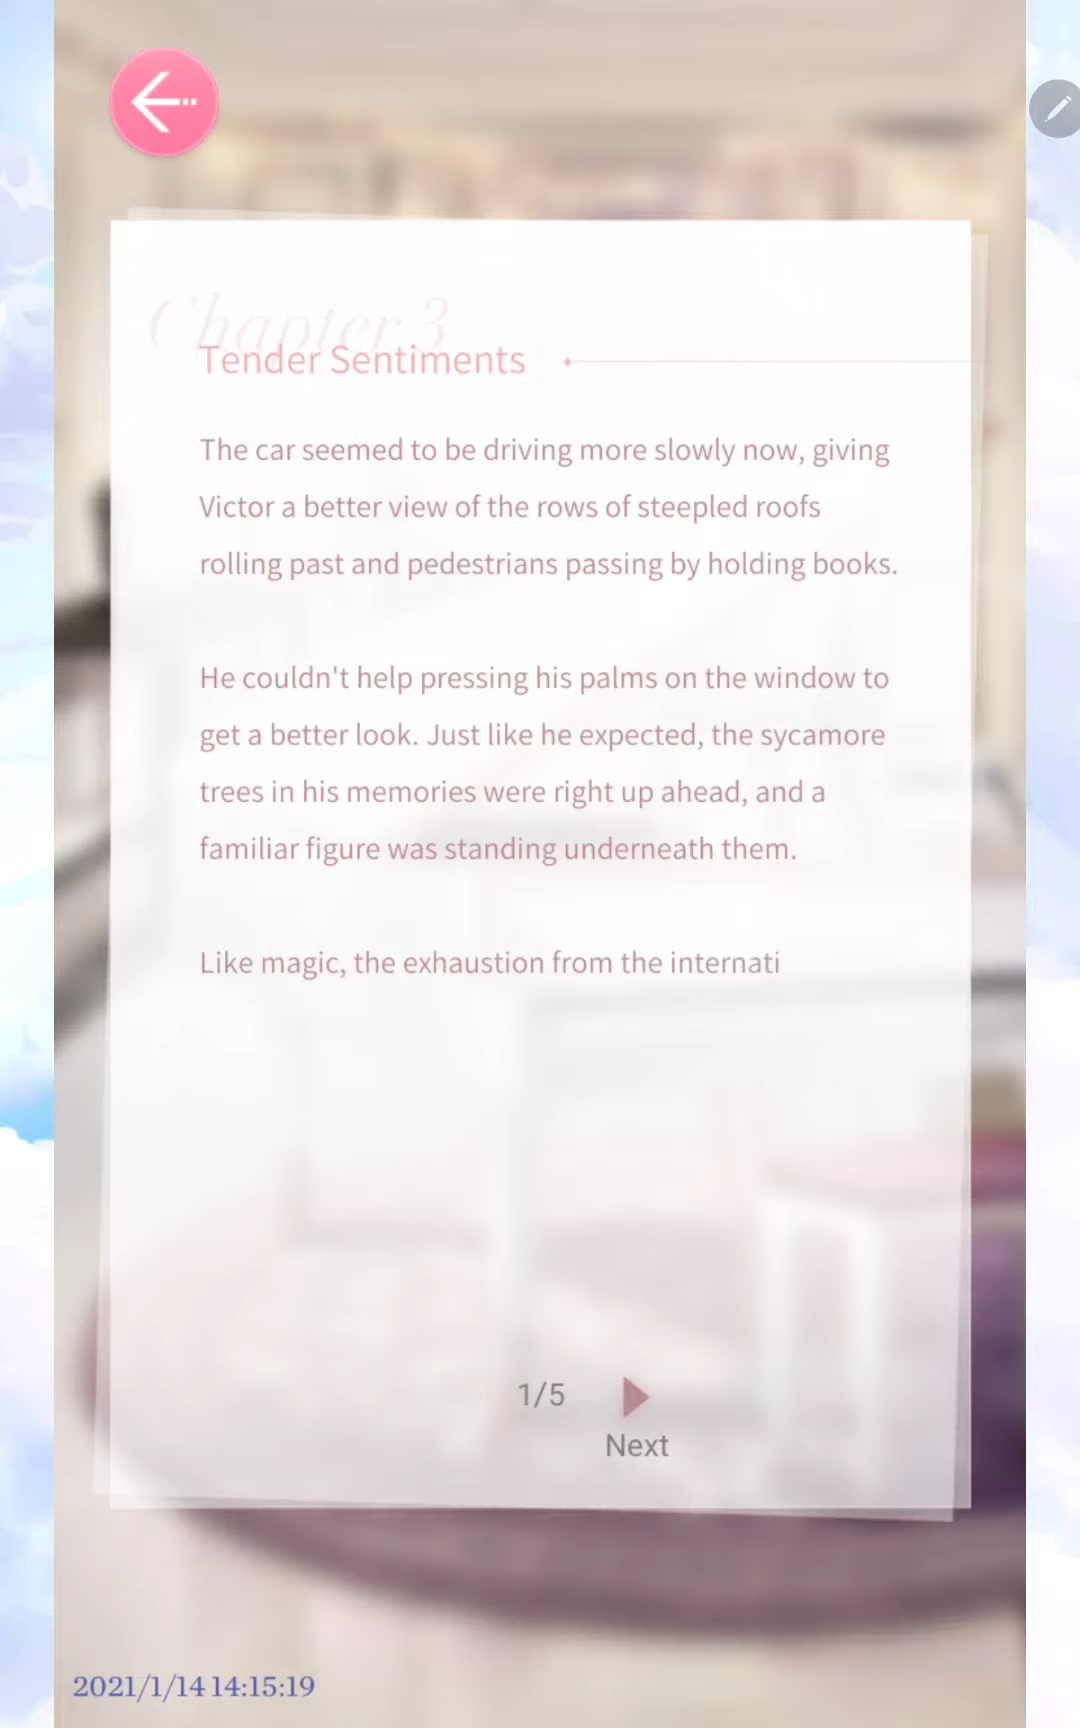 Chapter 3
Tender Sentiments
The car seemed to be driving more slowly now, giving
Victor a better view of the rows of steepled roofs
rolling past and pedestrians passing by holding books.
He couldn't help pressing his palms on the window to
get a better look. Just like he expected, the sycamore
trees in his memories were right up ahead, and a
familiar figure was standing underneath them.
Like magic, the exhaustion from the internati
1/5
Next
2021/1/14 14:15:19